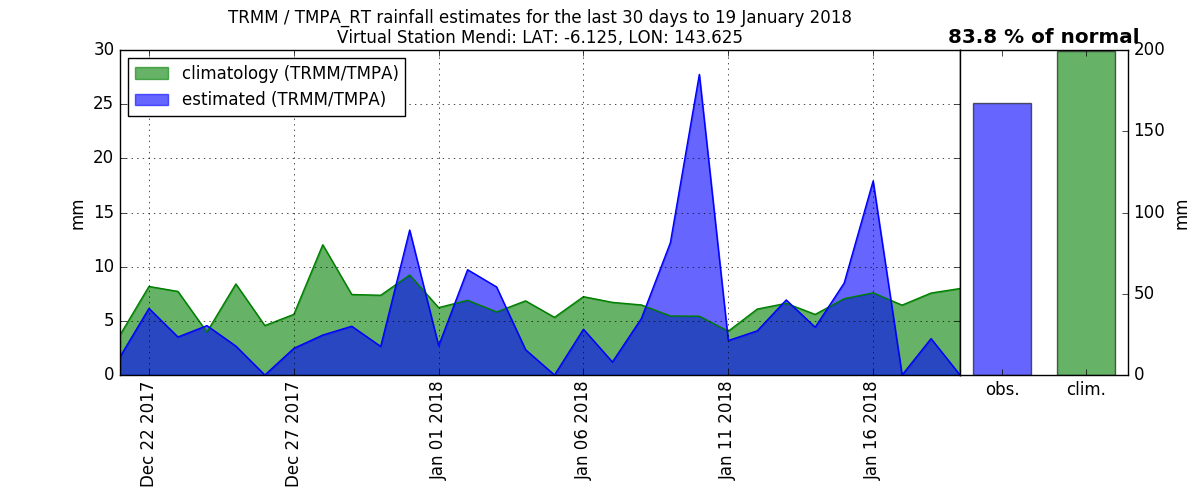 TRMM / TMPA_RT rainfall estimates for the last 30 days to 19 January 2018
Virtual Station Mendi: LAT: -6.125, LON: 143.625
83.8 % of normal
climatology (TRMM/TMPA)
estimated (TRMM/TMPA)
30
25
20
15
10
5
0
mm
Dec 22 2017
Dec 27 2017
Jan 01 2018
Jan 06 2018
Jan 11 2018
Jan 16 2018
obs.
clim.
200
150
100
50
0
mm